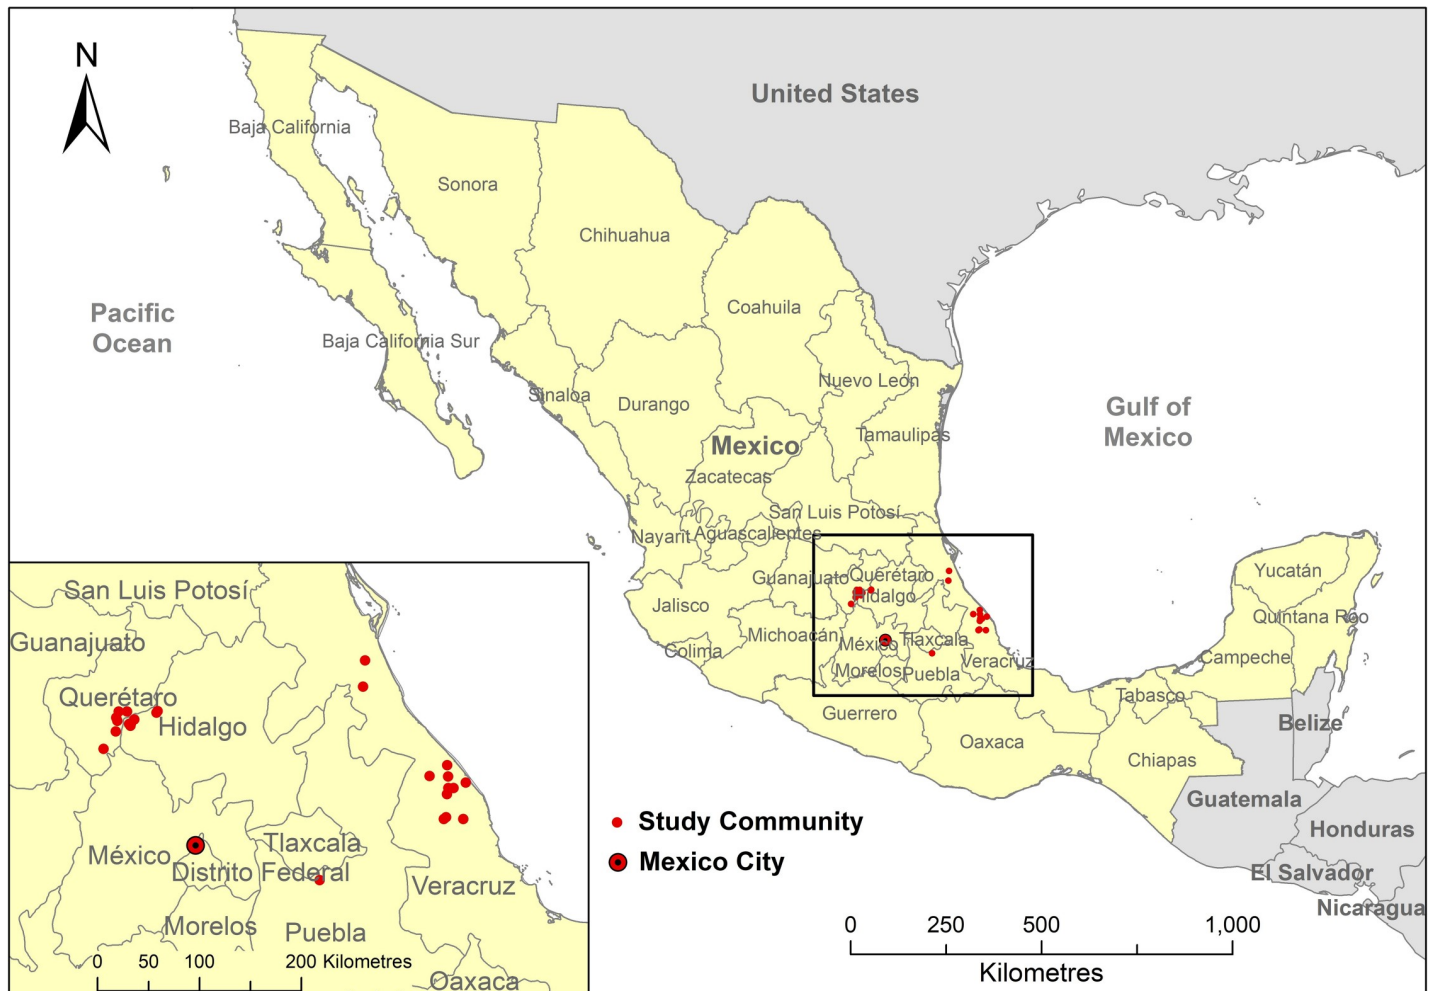 N
United States
Baja California
Sonora
Chihuahua
Coahuila
Pacific
Ocean
Baja California Sur
Nuevo León
Sinaloa
Durango
Gulf of
Mexico
Tamaulipas
Mexico
Zacatecas
San Luis Potosí
Nayarit
Aguascalientes
Guanajuato
Querétaro
Hidalgo
Yucatán
Jalisco
Quintana Roo
Michoacán
México
Tlaxcala
Colima
Campeche
Veracruz
Morelos
Puebla
Tabasco
Guerrero
Belize
Oaxaca
Chiapas
Guatemala
Honduras
El Salvador
Nicaragua
San Luis Potosí
Guanajuato
Querétaro
Hidalgo
México
Tlaxcala
Distrito Federal
Veracruz
Morelos
Puebla
Oaxaca
0 50 100 200 Kilometres
Study Community
Mexico City
0 250 500 1,000
Kilometres